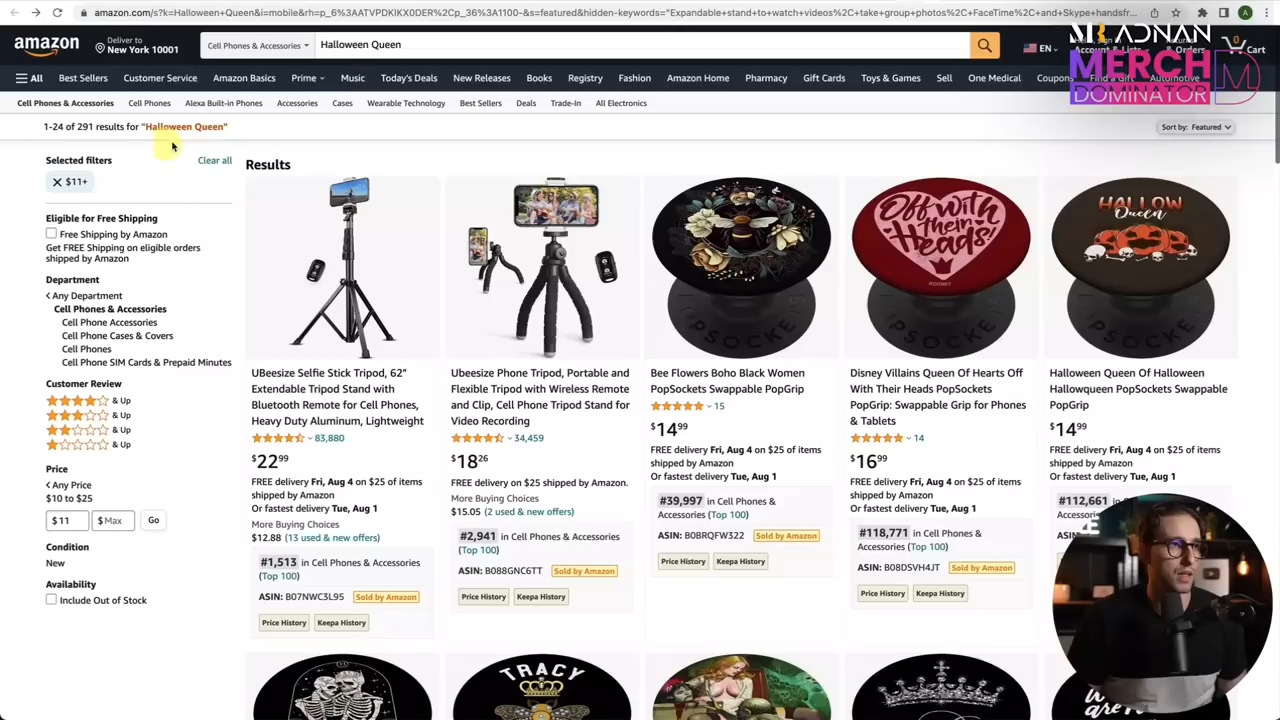 amazon.com/s?k=Halloween Queen&i=mobile&rh=p_6%3AATVPDKIKX0DER%2Cp_36%3A1100-&s=featured&hidden-keywords="Expandable+stand+to+watch+videos%2C+take+group+photos%2C+FaceTime%2C+and+Skype+handsfr...
amazon
Deliver to
New York 10001
Cell Phones & Accessories
Halloween Queen
EN
Account & Lists
& Orders
0
Cart
MR ADNAN
MERCH
DOMINATOR
All
Best Sellers
Customer Service
Amazon Basics
Prime
Music
Today's Deals
New Releases
Books
Registry
Fashion
Amazon Home
Pharmacy
Gift Cards
Toys & Games
Sell
One Medical
Coupons
Find a Gift
Automotive
Cell Phones & Accessories
Cell Phones
Alexa Built-in Phones
Accessories
Cases
Wearable Technology
Best Sellers
Deals
Trade-In
All Electronics
1-24 of 291 results for "Halloween Queen"
Sort by: Featured
Selected filters
Clear all
$11+
Eligible for Free Shipping
Free Shipping by Amazon
Get FREE Shipping on eligible orders
shipped by Amazon
Department
Any Department
Cell Phones & Accessories
Cell Phone Accessories
Cell Phone Cases & Covers
Cell Phones
Cell Phone SIM Cards & Prepaid Minutes
Customer Review
& Up
& Up
& Up
& Up
Price
Any Price
$10 to $25
$ 11
$ Max
Go
Condition
New
Availability
Include Out of Stock
Results
UBeesize Selfie Stick Tripod, 62"
Extendable Tripod Stand with
Bluetooth Remote for Cell Phones,
Heavy Duty Aluminum, Lightweight
83,880
$22.99
FREE delivery Fri, Aug 4 on $25 of items
shipped by Amazon
Or fastest delivery Tue, Aug 1
More Buying Choices
$12.88 (13 used & new offers)
#1,513 in Cell Phones & Accessories
(Top 100)
ASIN: B07NWC3L95
Sold by Amazon
Price History
Keepa History
Ubeesize Phone Tripod, Portable and
Flexible Tripod with Wireless Remote
and Clip, Cell Phone Tripod Stand for
Video Recording
34,459
$18.26
FREE delivery on $25 shipped by Amazon.
More Buying Choices
$15.05 (2 used & new offers)
#2,941 in Cell Phones & Accessories
(Top 100)
ASIN: B088GNC6TT
Sold by Amazon
Price History
Keepa History
Bee Flowers Boho Black Women
PopSockets Swappable PopGrip
15
$14.99
FREE delivery Fri, Aug 4 on $25 of items
shipped by Amazon
Or fastest delivery Tue, Aug 1
#39,997 in Cell Phones &
Accessories (Top 100)
ASIN: B0BRQFW322
Sold by Amazon
Price History
Keepa History
Off with
their
Heads!
Disney Villains Queen Of Hearts Off
With Their Heads PopSockets
PopGrip: Swappable Grip for Phones
& Tablets
14
$16.99
FREE delivery Fri, Aug 4 on $25 of items
shipped by Amazon
Or fastest delivery Tue, Aug 1
#118,771 in Cell Phones &
Accessories (Top 100)
ASIN: B08DSVH4JT
Sold by Amazon
Price History
Keepa History
HALLOW
Queen
Halloween Queen Of Halloween
Hallowqueen PopSockets Swappable
PopGrip
$14.99
FREE delivery Fri, Aug 4 on $25 of items
shipped by Amazon
Or fastest delivery Tue, Aug 1
#112,661 in Cell Phones &
TRACY